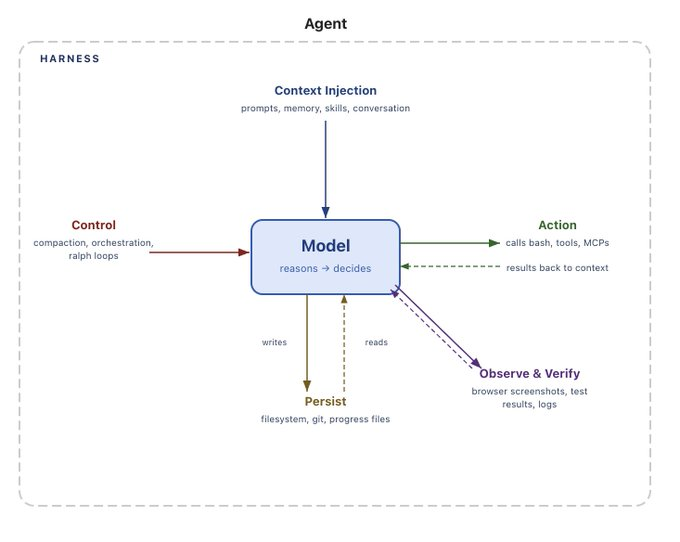 Agent
HARNESS
Context Injection
prompts, memory, skills, conversation
Control
compaction, orchestration,
ralph loops
Model
reasons → decides
Action
calls bash, tools, MCPs
results back to context
writes
reads
Observe & Verify
browser screenshots, test
results, logs
Persist
filesystem, git, progress files